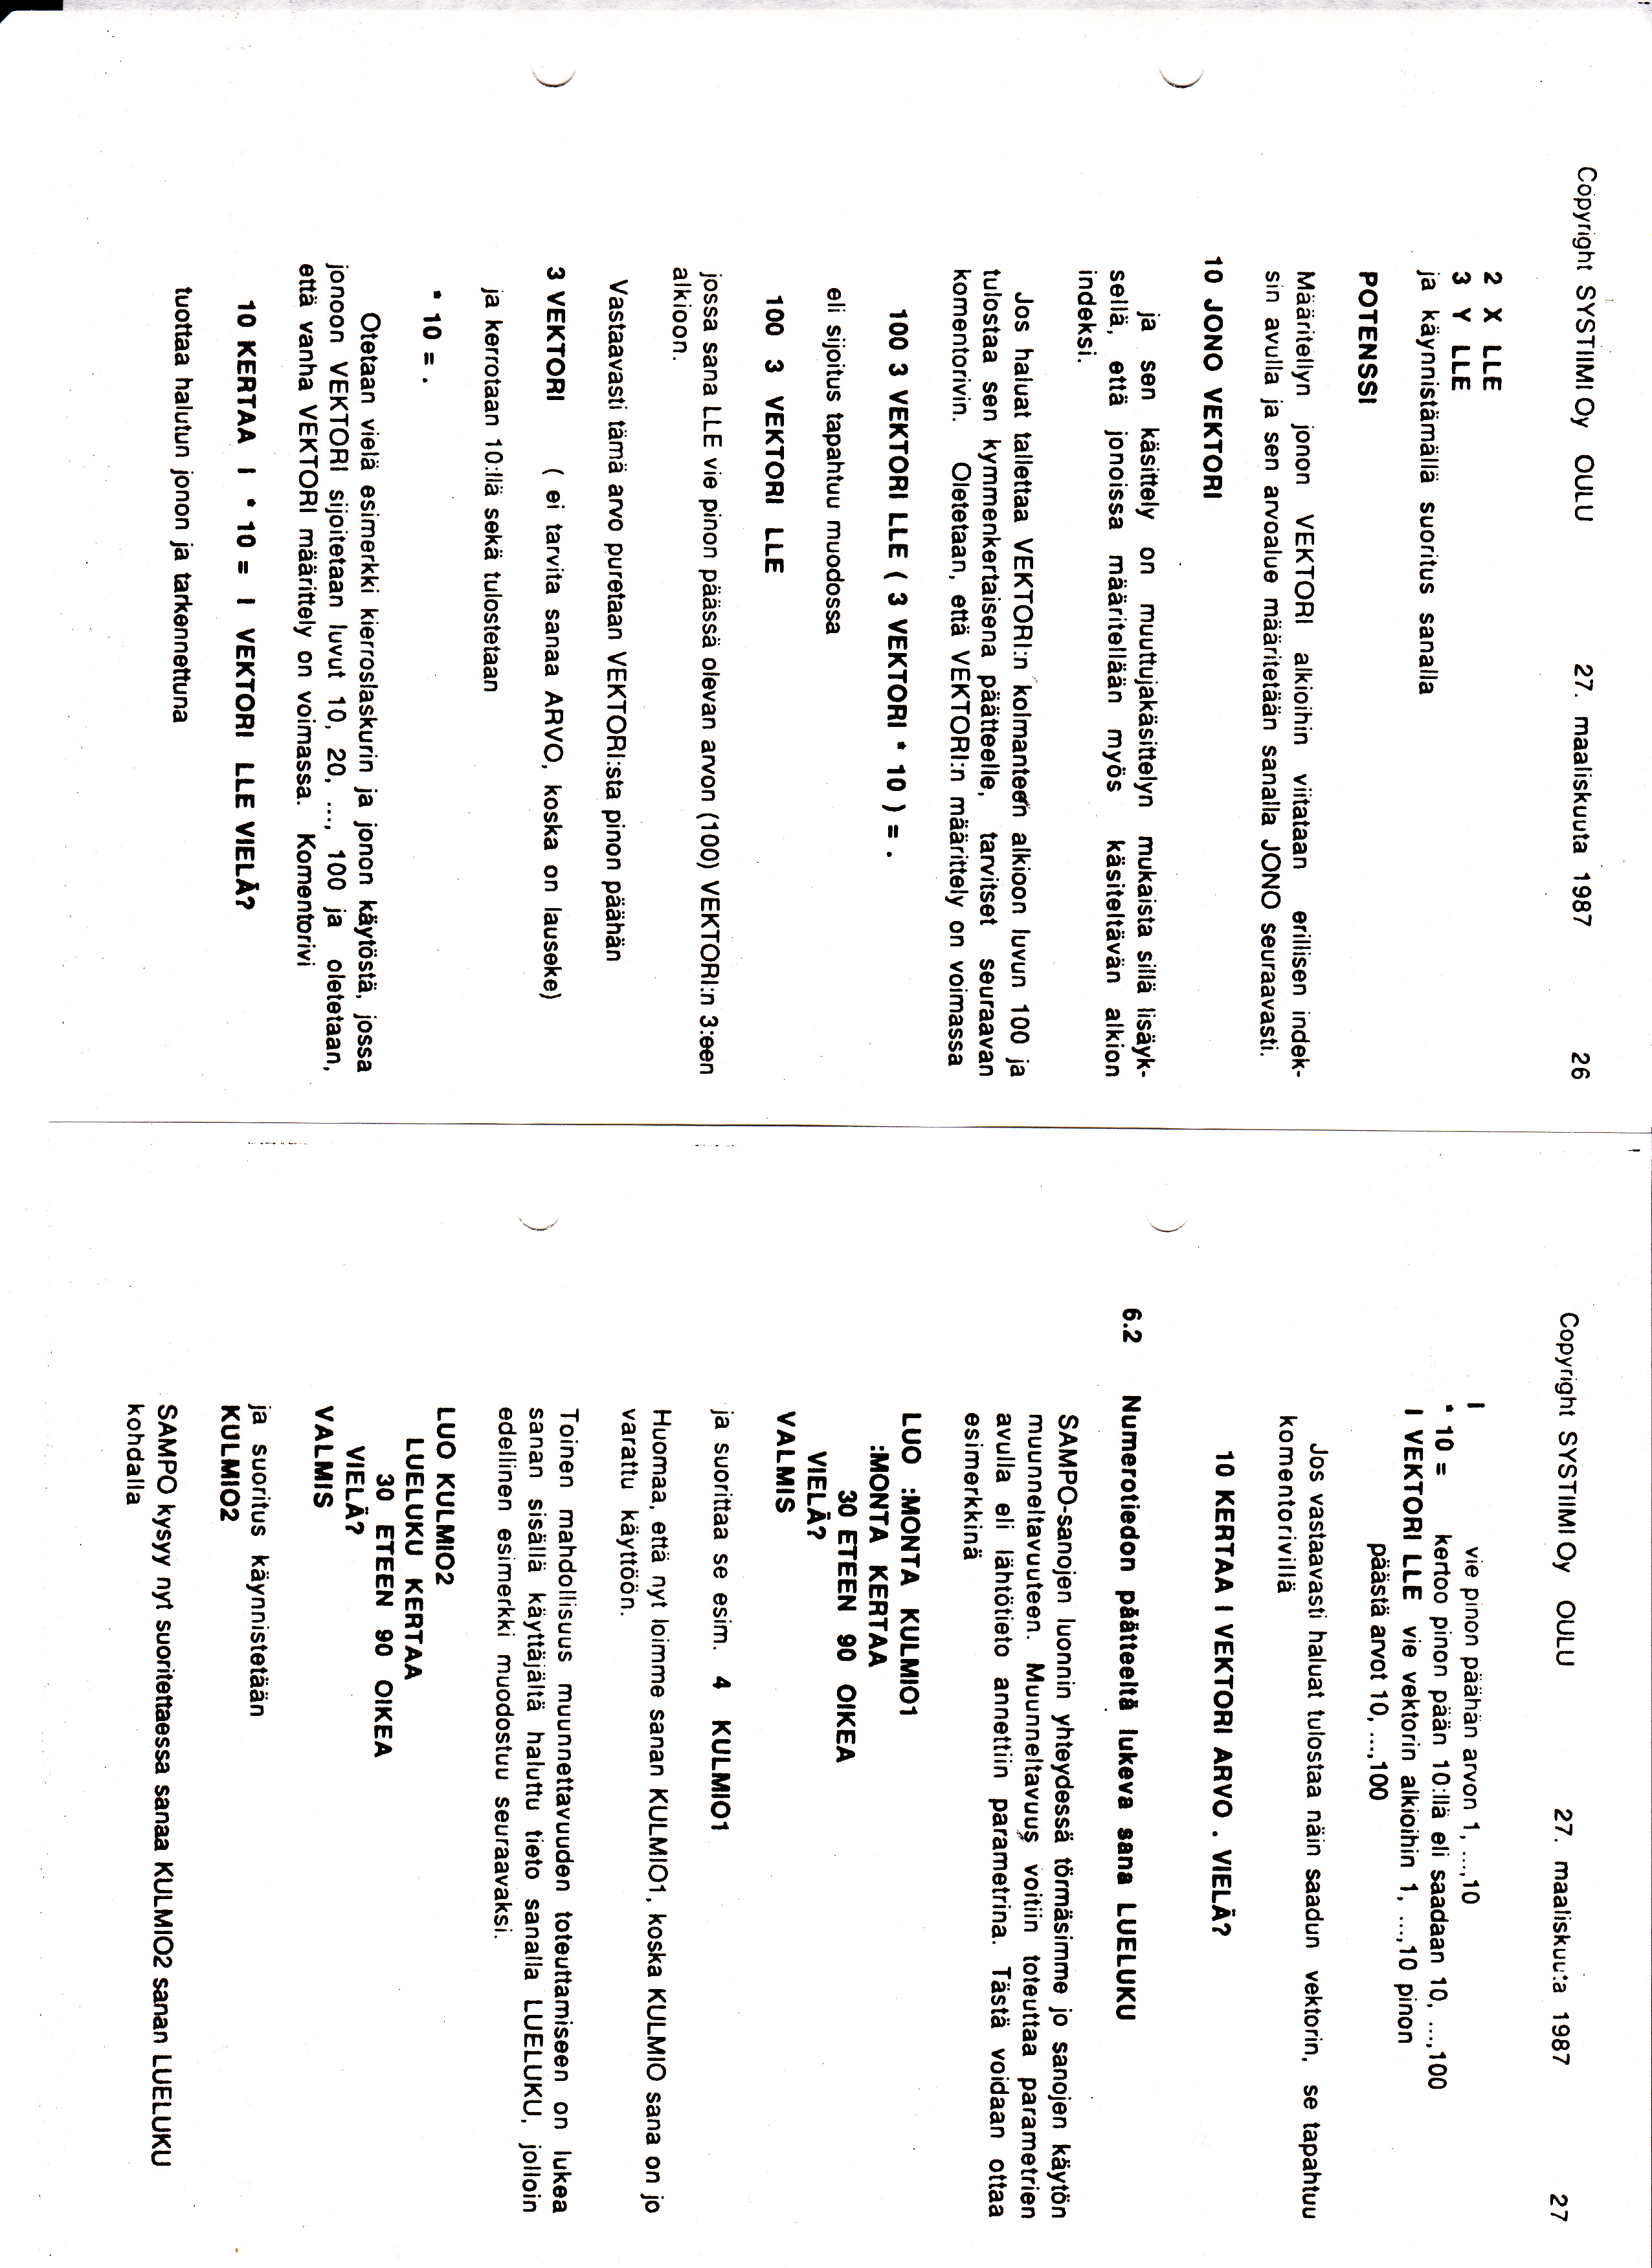 Copyright SYSTIIMI Oy OULU 27. maaliskuuta 1987 26
2 X LLE
3 Y LLE
ja käynnistämällä suoritus sanalla
POTENSSI
Määritellyn jonon VEKTORI alkioihin viitataan erillisen indek-
sin avulla ja sen arvoalue määritetään sanalla JONO seuraavasti.
10 JONO VEKTORI
ja sen käsittely on muuttujakäsittelyn mukaista sillä lisäyk-
sellä, että jonoissa määritellään myös käsiteltävän alkion
indeksi.
Jos haluat tallettaa VEKTORI:n kolmanteen alkioon luvun 100 ja
tulostaa sen kymmenkertaisena päätteelle, tarvitset seuraavan
komentorivin. Oletetaan, että VEKTORI:n määrittely on voimassa
100 3 VEKTORI LLE ( 3 VEKTORI * 10 ) = .
eli sijoitus tapahtuu muodossa
100 3 VEKTORI LLE
jossa sana LLE vie pinon päässä olevan arvon (100) VEKTORI:n 3:een
alkioon.
Vastaavasti tämä arvo puretaan VEKTORI:sta pinon päähän
3 VEKTORI ( ei tarvita sanaa ARVO, koska on lauseke)
ja kerrotaan 10:llä sekä tulostetaan
* 10 = .
Otetaan vielä esimerkki kierroslaskurin ja jonon käytöstä, jossa
jonoon VEKTORI sijoitetaan luvut 10, 20, ..., 100 ja oletetaan,
että vanha VEKTORI määrittely on voimassa. Komentorivi
10 KERTAA I * 10 = I VEKTORI LLE VIELÄ?
tuottaa halutun jonon ja tarkennettuna
Copyright SYSTIIMI Oy OULU 27. maaliskuuta 1987 27
I vie pinon päähän arvon 1, ...,10
* 10 = kertoo pinon pään 10:llä eli saadaan 10, ...,100
I VEKTORI LLE vie vektorin alkioihin 1, ...,10 pinon
päästä arvot 10, ...,100
Jos vastaavasti haluat tulostaa näin saadun vektorin, se tapahtuu
komentorivillä
10 KERTAA I VEKTORI ARVO . VIELÄ?
6.2 Numerotiedon päätteeltä lukeva sana LUELUKU
SAMPO-sanojen luonnin yhteydessä törmäsimme jo sanojen käytön
muunneltavuuteen. Muunneltavuus voitiin toteuttaa parametrien
avulla eli lähtötieto annettiin parametrina. Tästä voidaan ottaa
esimerkkinä
LUO :MONTA KULMIO1
:MONTA KERTAA
30 ETEEN 90 OIKEA
VIELÄ?
VALMIS
ja suorittaa se esim. 4 KULMIO1
Huomaa, että nyt loimme sanan KULMIO1, koska KULMIO sana on jo
varattu käyttöön.
Toinen mahdollisuus muunnettavuuden toteuttamiseen on lukea
sanan sisällä käyttäjältä haluttu tieto sanalla LUELUKU, jolloin
edellinen esimerkki muodostuu seuraavaksi.
LUO KULMIO2
LUELUKU KERTAA
30 ETEEN 90 OIKEA
VIELÄ?
VALMIS
ja suoritus käynnistetään
KULMIO2
SAMPO kysyy nyt suoritettaessa sanaa KULMIO2 sanan LUELUKU
kohdalla